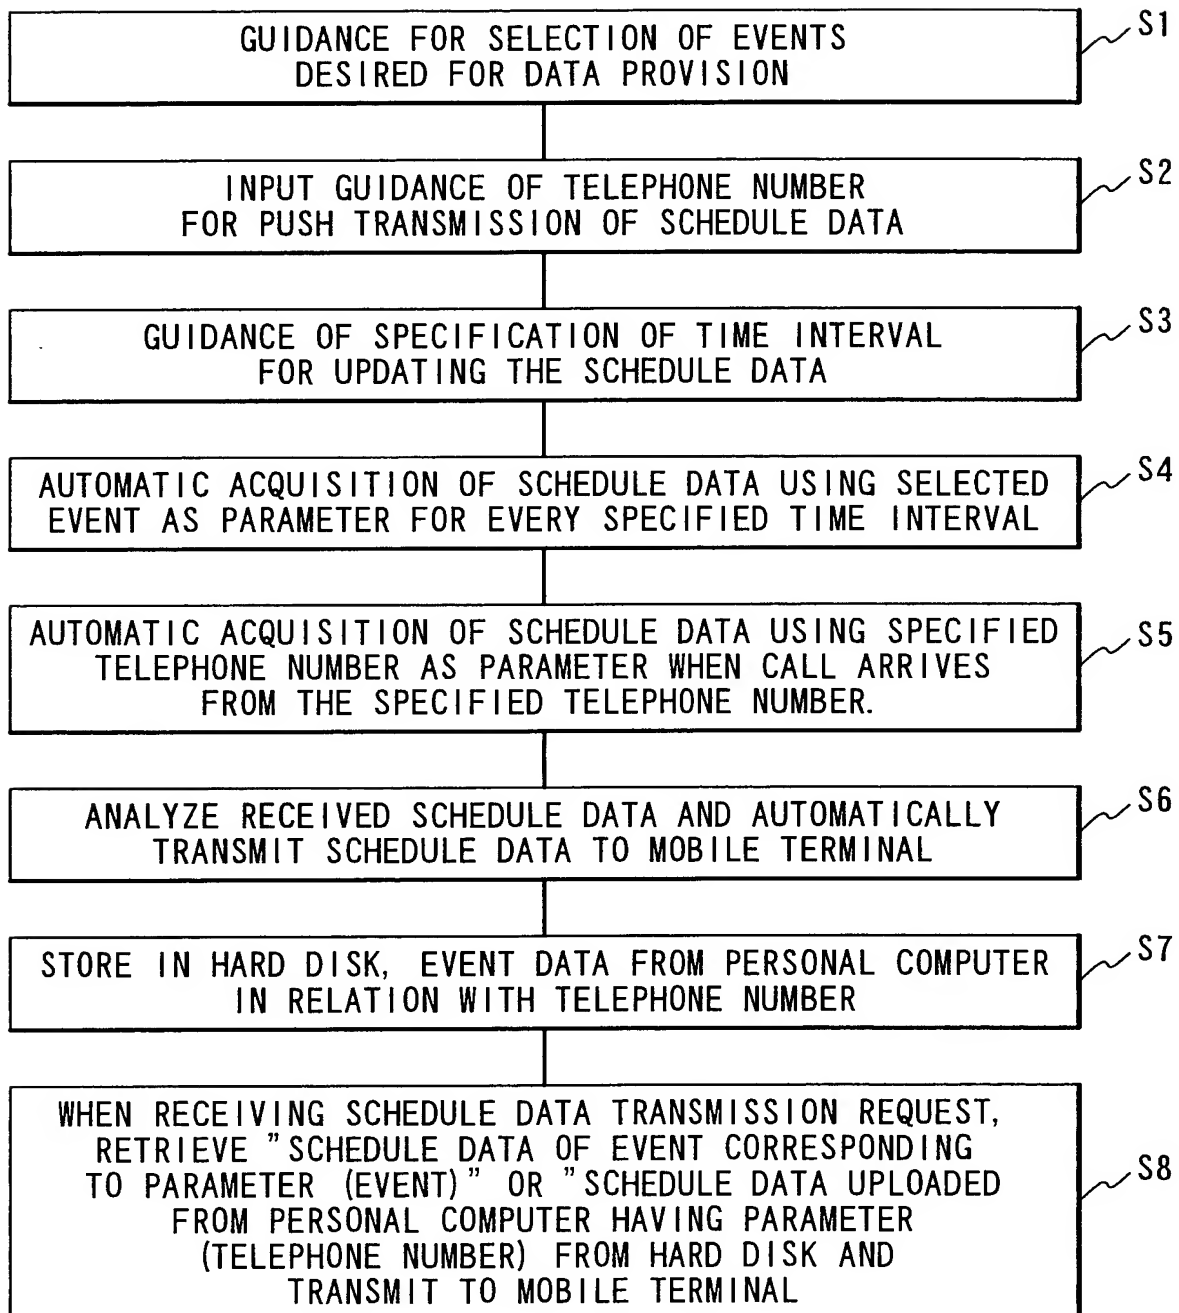 GUIDANCE FOR SELECTION OF EVENTS
DESIRED FOR DATA PROVISION
S1
INPUT GUIDANCE OF TELEPHONE NUMBER
FOR PUSH TRANSMISSION OF SCHEDULE DATA
S2
GUIDANCE OF SPECIFICATION OF TIME INTERVAL
FOR UPDATING THE SCHEDULE DATA
S3
AUTOMATIC ACQUISITION OF SCHEDULE DATA USING SELECTED
EVENT AS PARAMETER FOR EVERY SPECIFIED TIME INTERVAL
S4
AUTOMATIC ACQUISITION OF SCHEDULE DATA USING SPECIFIED
TELEPHONE NUMBER AS PARAMETER WHEN CALL ARRIVES
FROM THE SPECIFIED TELEPHONE NUMBER.
S5
ANALYZE RECEIVED SCHEDULE DATA AND AUTOMATICALLY
TRANSMIT SCHEDULE DATA TO MOBILE TERMINAL
S6
STORE IN HARD DISK, EVENT DATA FROM PERSONAL COMPUTER
IN RELATION WITH TELEPHONE NUMBER
S7
WHEN RECEIVING SCHEDULE DATA TRANSMISSION REQUEST,
RETRIEVE "SCHEDULE DATA OF EVENT CORRESPONDING
TO PARAMETER (EVENT)" OR "SCHEDULE DATA UPLOADED
FROM PERSONAL COMPUTER HAVING PARAMETER
(TELEPHONE NUMBER) FROM HARD DISK AND
TRANSMIT TO MOBILE TERMINAL
S8